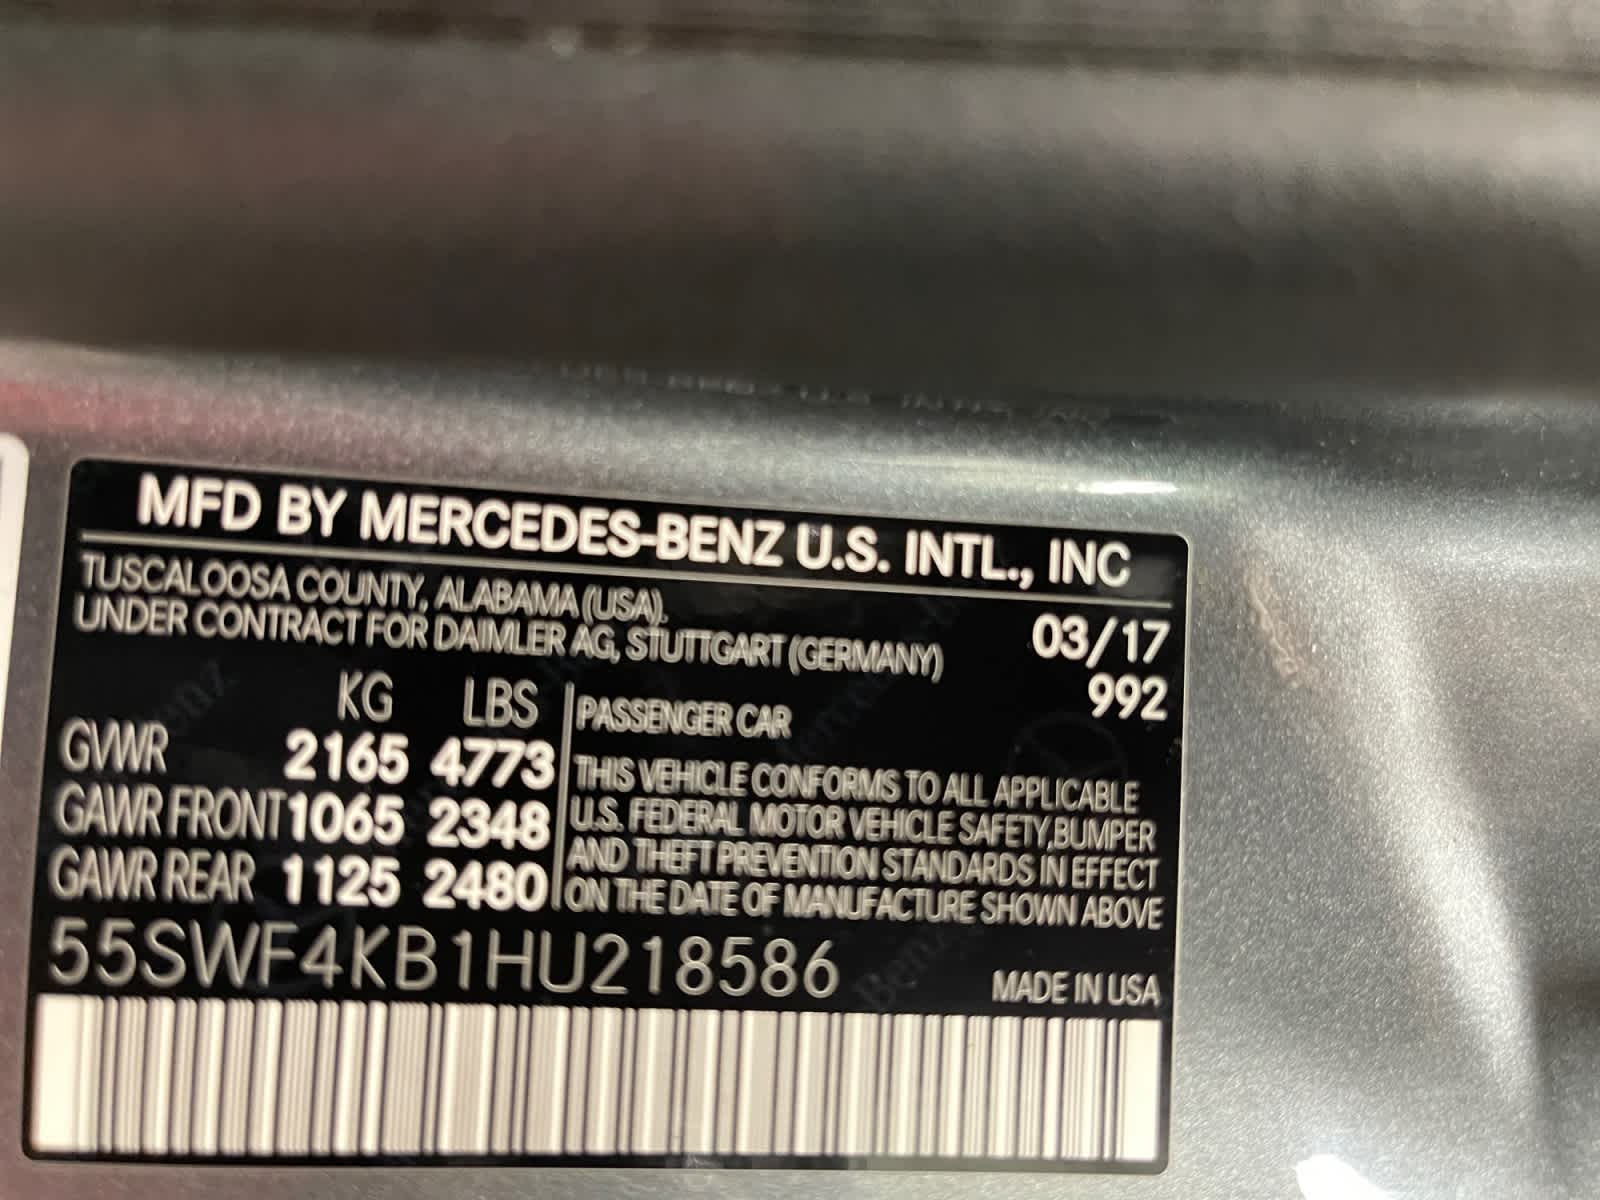 MFD BY MERCEDES-BENZ U.S. INTL., INC
TUSCALOOSA COUNTY, ALABAMA (USA).
UNDER CONTRACT FOR DAIMLER AG, STUTTGART (GERMANY)
03/17
992
KG LBS
GVWR 2165 4773
GAWR FRONT 1065 2348
GAWR REAR 1125 2480
PASSENGER CAR
THIS VEHICLE CONFORMS TO ALL APPLICABLE
U.S. FEDERAL MOTOR VEHICLE SAFETY,BUMPER
AND THEFT PREVENTION STANDARDS IN EFFECT
ON THE DATE OF MANUFACTURE SHOWN ABOVE
55SWF4KB1HU218586
MADE IN USA